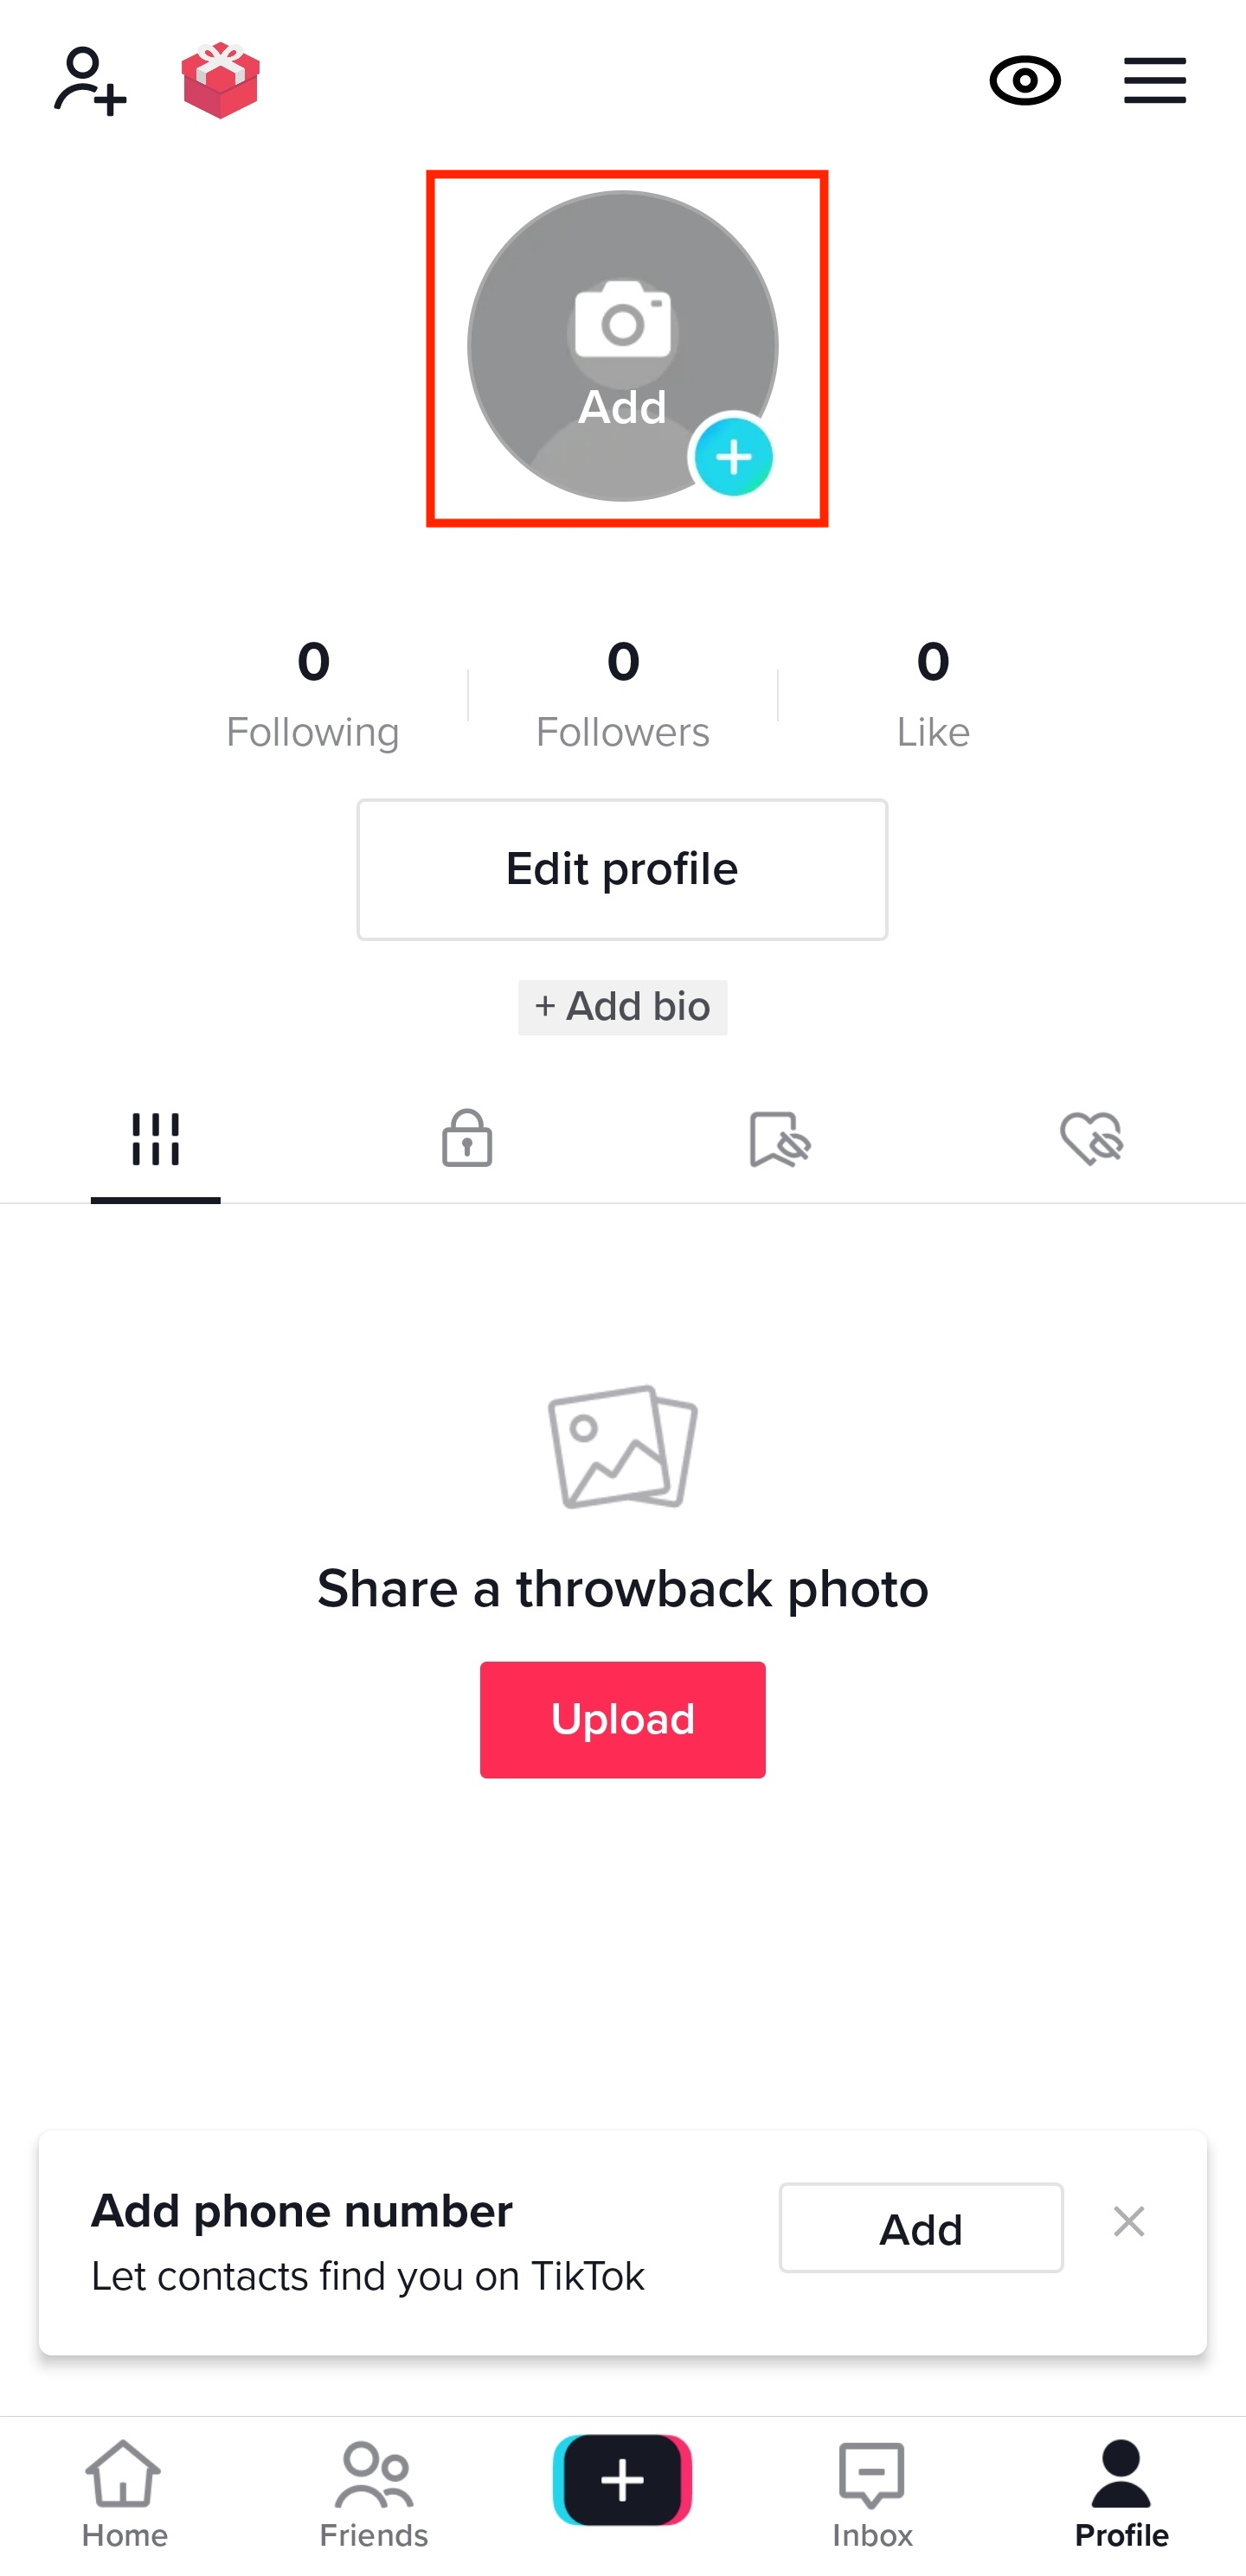 Add
0 0 0
Following Followers Like
Edit profile
+ Add bio
Share a throwback photo
Upload
Add phone number
Let contacts find you on TikTok
Add
Home Friends Inbox Profile